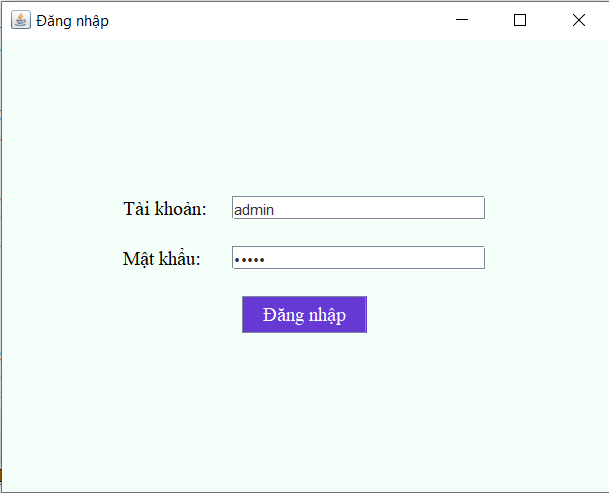 Đăng nhập
Tài khoản: admin
Mật khẩu: •••••
Đăng nhập